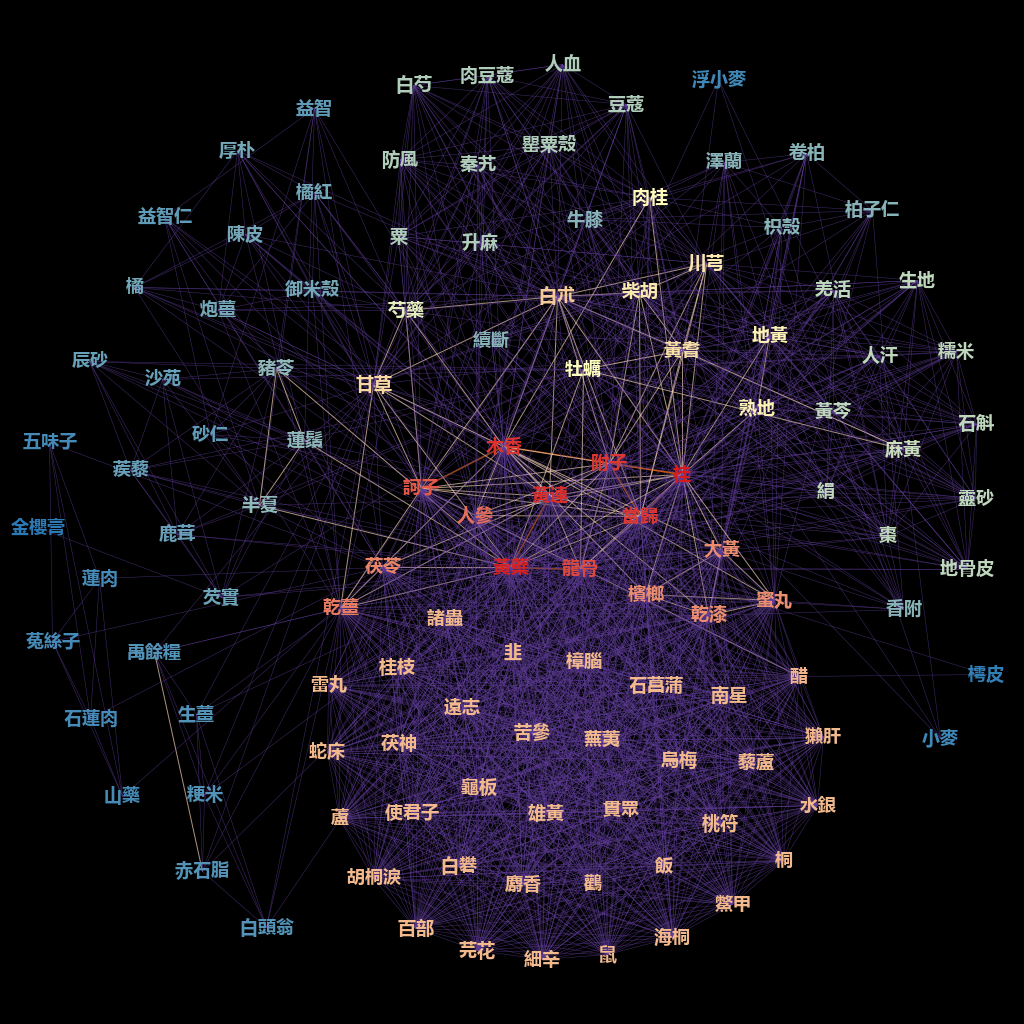 人血
肉豆蔻
浮小麥
白芍
豆蔻
益智
罌粟殼
厚朴
卷柏
防風
澤蘭
秦艽
橘紅
肉桂
柏子仁
益智仁
牛膝
枳殼
陳皮
粟
升麻
川芎
生地
橘
御米殼
柴胡
羌活
白朮
炮薑
芍藥
地黃
續斷
黃耆
糯米
人汗
辰砂
豬苓
牡蠣
沙苑
甘草
熟地
黃芩
石斛
砂仁
蓮鬚
五味子
木香
麻黃
附子
蒺藜
桂
訶子
絹
黃連
靈砂
半夏
人參
當歸
金櫻膏
鹿茸
棗
大黃
茯苓
龍骨
地骨皮
蓮肉
檳榔
芡實
蜜丸
乾薑
香附
乾漆
諸蟲
菟絲子
禹餘糧
韭
樟腦
桂枝
樗皮
醋
雷丸
石菖蒲
南星
遠志
生薑
石蓮肉
苦參
獺肝
小麥
茯神
蕪荑
蛇床
烏梅
藜蘆
龜板
粳米
山藥
水銀
貫眾
使君子
雄黃
蘆
桃符
桐
白礬
飯
赤石脂
胡桐淚
麝香
鸛
鱉甲
白頭翁
百部
海桐
芫花
鼠
細辛